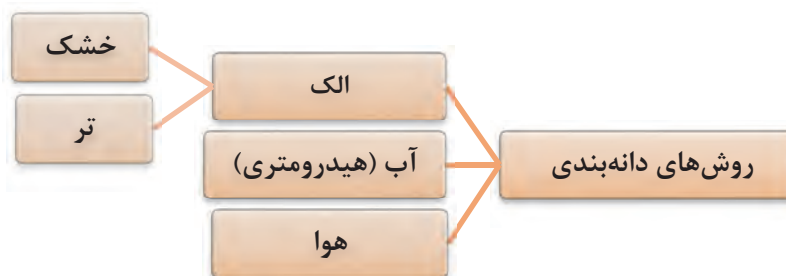 روش‌های دانه‌بندی
الک
خشک
تر
آب (هیدرومتری)
هوا